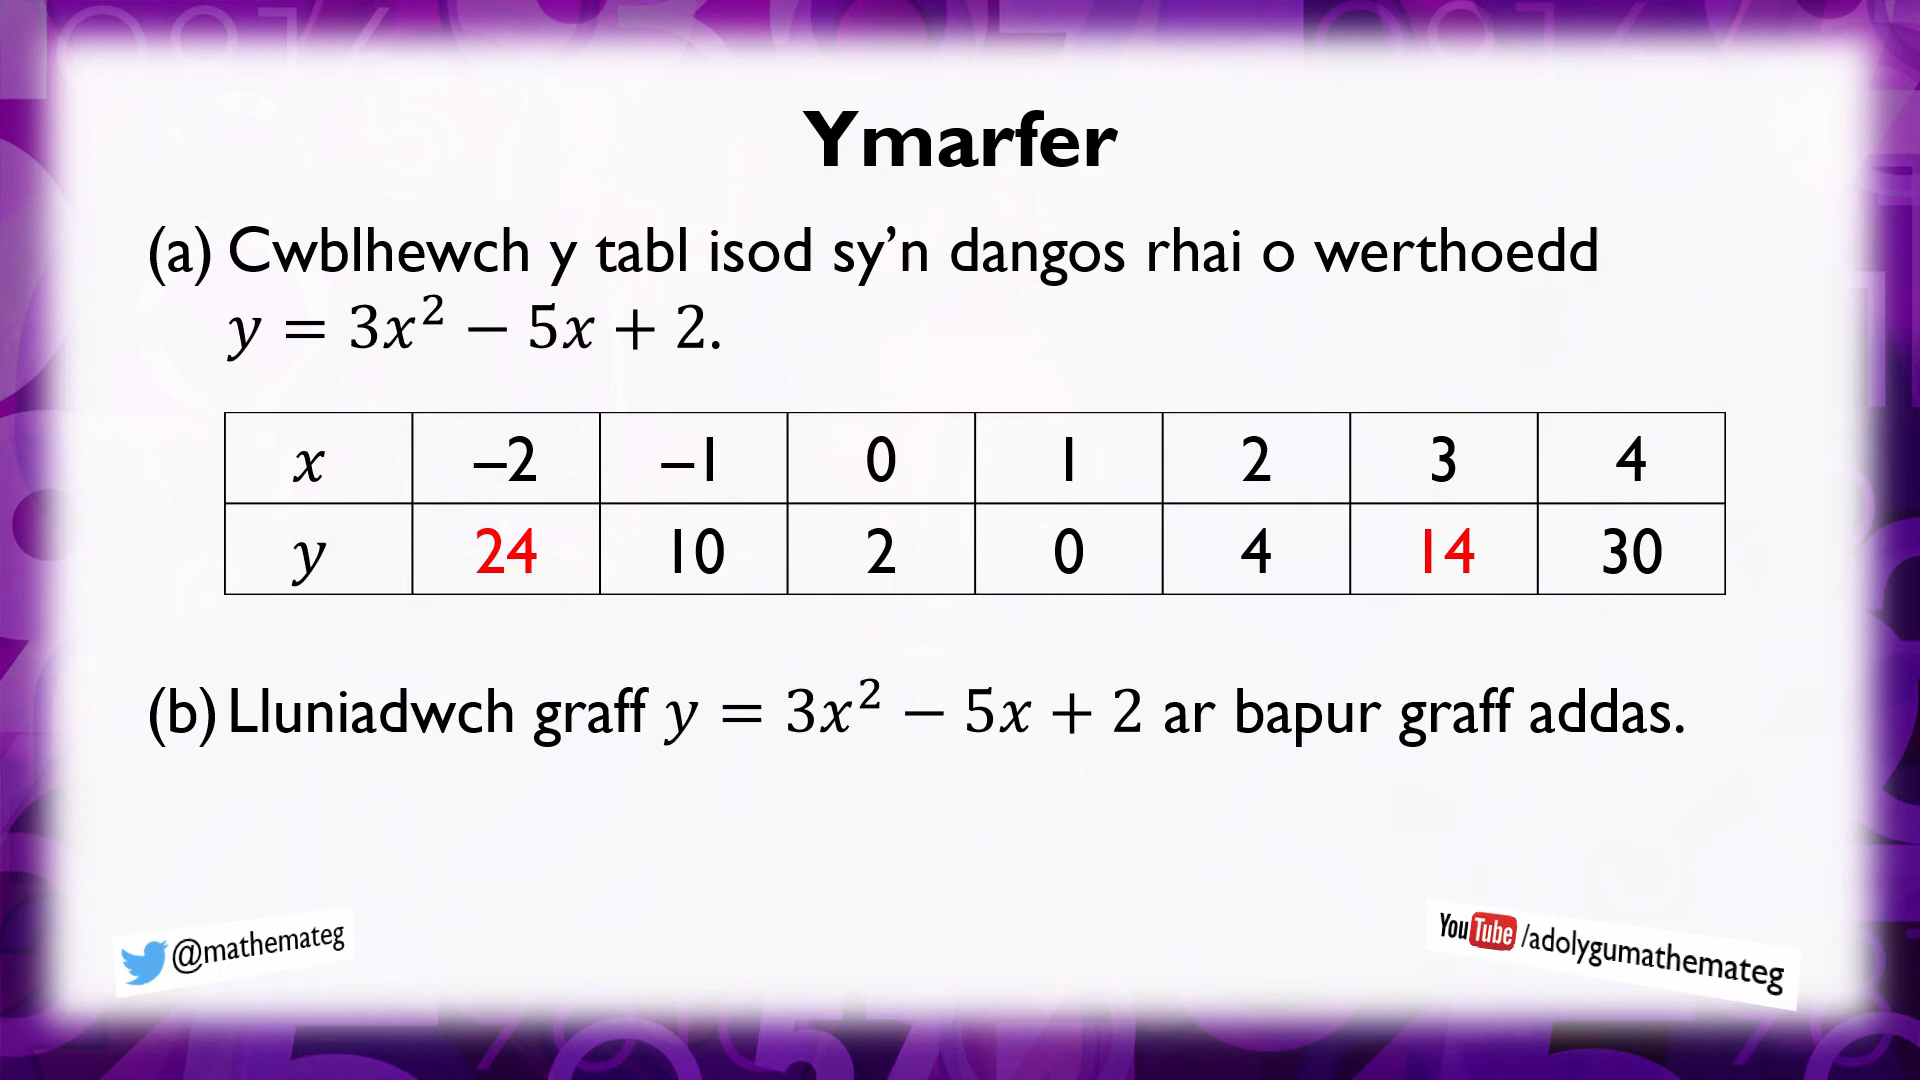 Ymarfer
(a) Cwblhewch y tabl isod sy’n dangos rhai o werthoedd
y = 3x² − 5x + 2.
x –2 –1 0 1 2 3 4
y 24 10 2 0 4 14 30
(b) Lluniadwch graff y = 3x² − 5x + 2 ar bapur graff addas.
@mathemateg
YouTube /adolygumathemateg